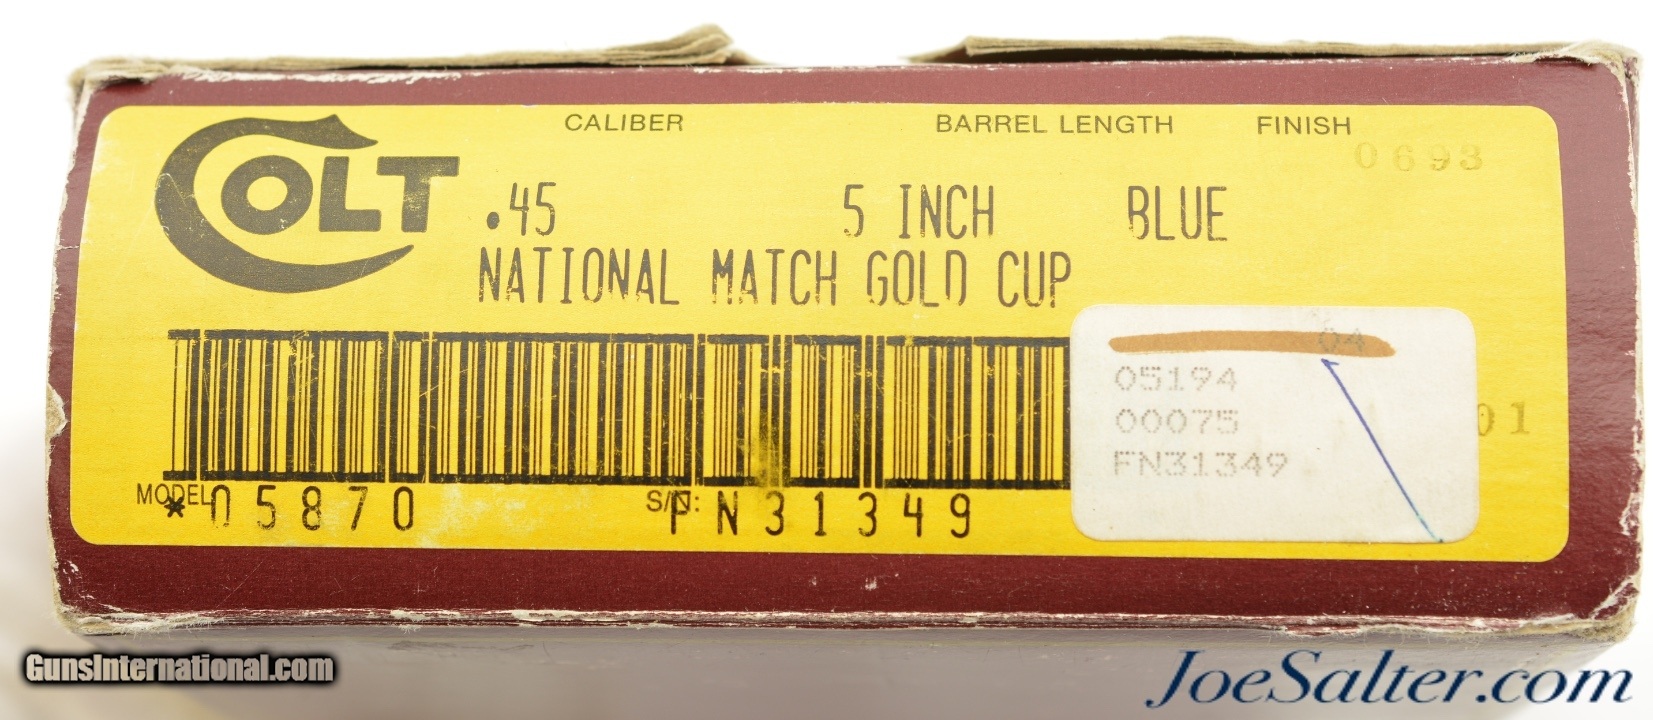 COLT
CALIBER BARREL LENGTH FINISH
0693
.45 5 INCH BLUE
NATIONAL MATCH GOLD CUP
04
05194
00075
FN31349
01
MODEL *05870 S/N: FN31349
GunsInternational.com
JoeSalter.com